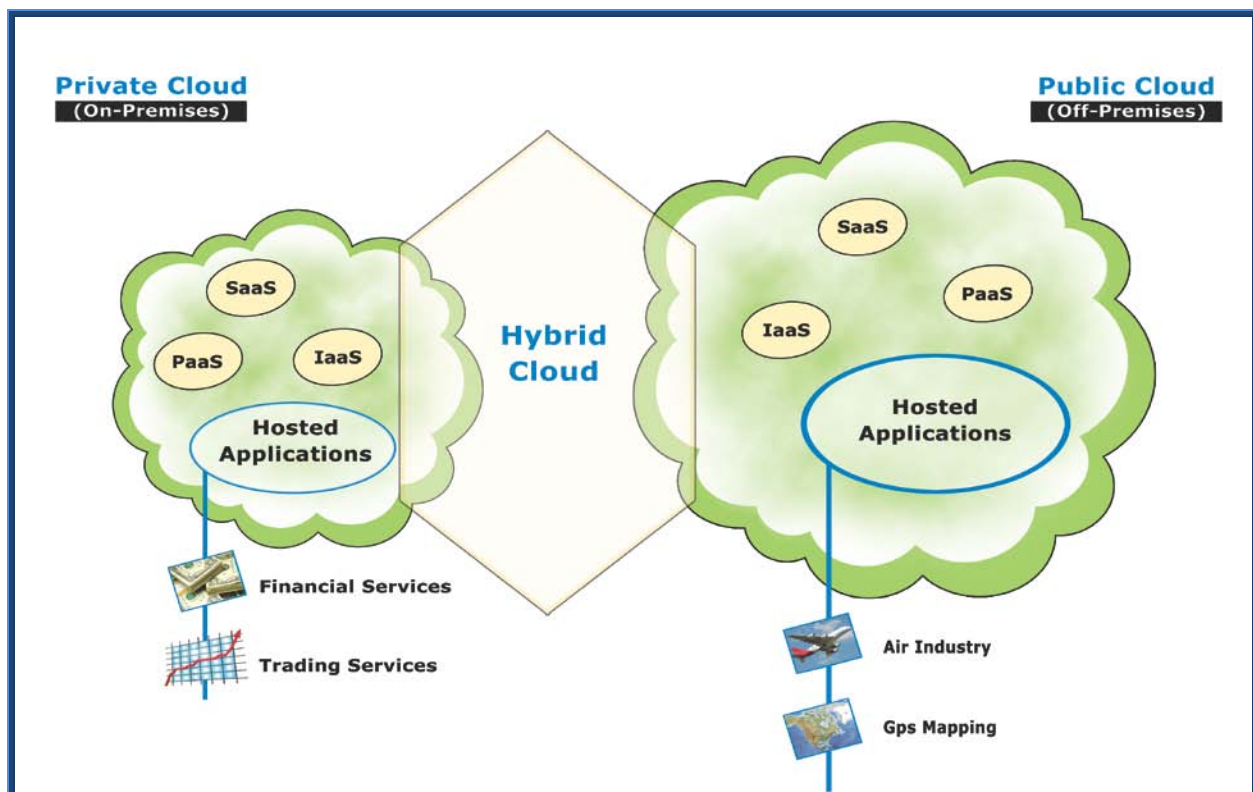 Private Cloud
(On-Premises)
Public Cloud
(Off-Premises)
SaaS
PaaS
IaaS
Hosted
Applications
Financial Services
Trading Services
Hybrid
Cloud
SaaS
PaaS
IaaS
Hosted
Applications
Air Industry
Gps Mapping